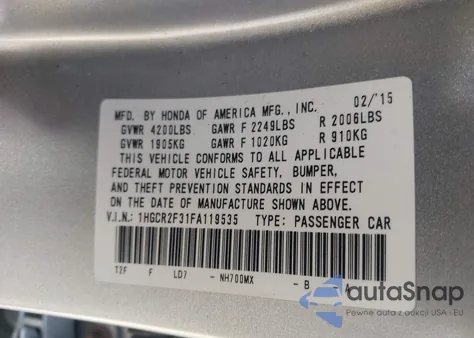 MFD. BY HONDA OF AMERICA MFG., INC. 02/'15
GVWR 4200LBS GAWR F 2249LBS R 2006LBS
GVWR 1905KG GAWR F 1020KG R 910KG
THIS VEHICLE CONFORMS TO ALL APPLICABLE
FEDERAL MOTOR VEHICLE SAFETY, BUMPER,
AND THEFT PREVENTION STANDARDS IN EFFECT
ON THE DATE OF MANUFACTURE SHOWN ABOVE.
V.I.N.: 1HGCR2F31FA119535 TYPE: PASSENGER CAR
T2F F LD7 - NH700MX - B - A
autoSnap
Pewne auta z aukcji USA i EU